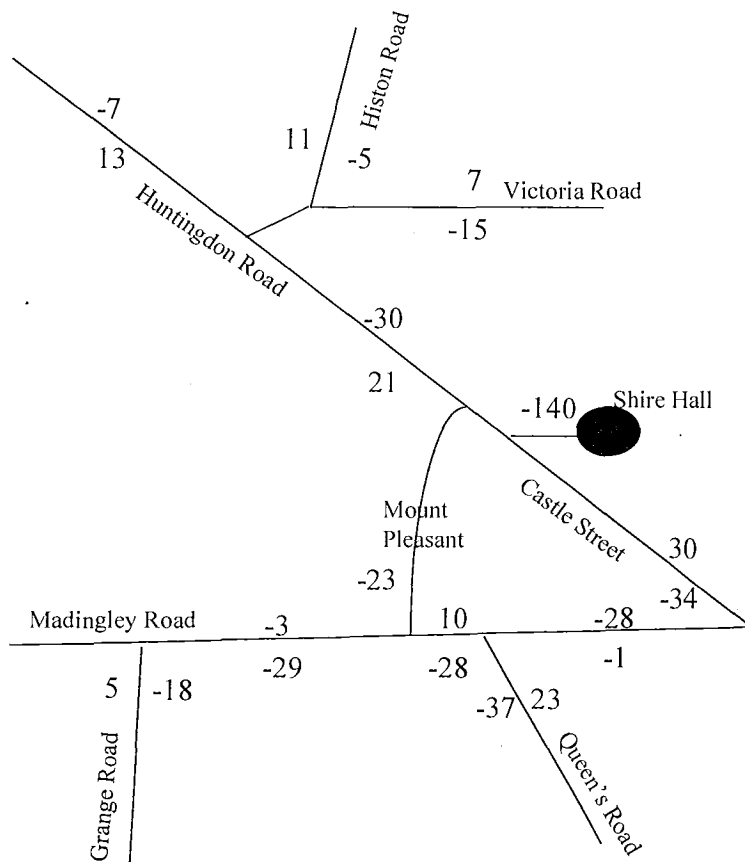 Histon Road
-7
11
13
-5
7
Victoria Road
-15
Huntingdon Road
-30
21
-140
Shire Hall
Castle Street
Mount
Pleasant
30
-23
-34
Madingley Road
-3
10
-28
-29
-28
-1
5
-18
-37
23
Grange Road
Queen's Road